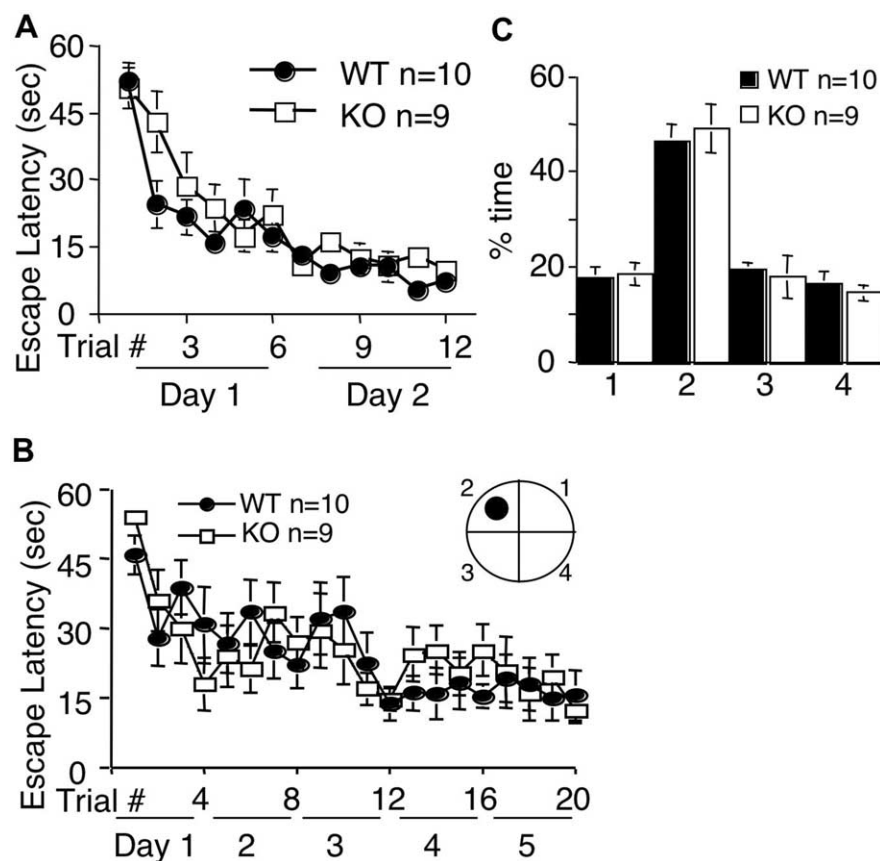 A
Escape Latency (sec)
60
45
30
15
0
WT n=10
KO n=9
Trial # 3 6 9 12
Day 1 Day 2
C
% time
60
40
20
0
WT n=10
KO n=9
1 2 3 4
B
Escape Latency (sec)
60
45
30
15
0
WT n=10
KO n=9
2 1
3 4
Trial # 4 8 12 16 20
Day 1 2 3 4 5